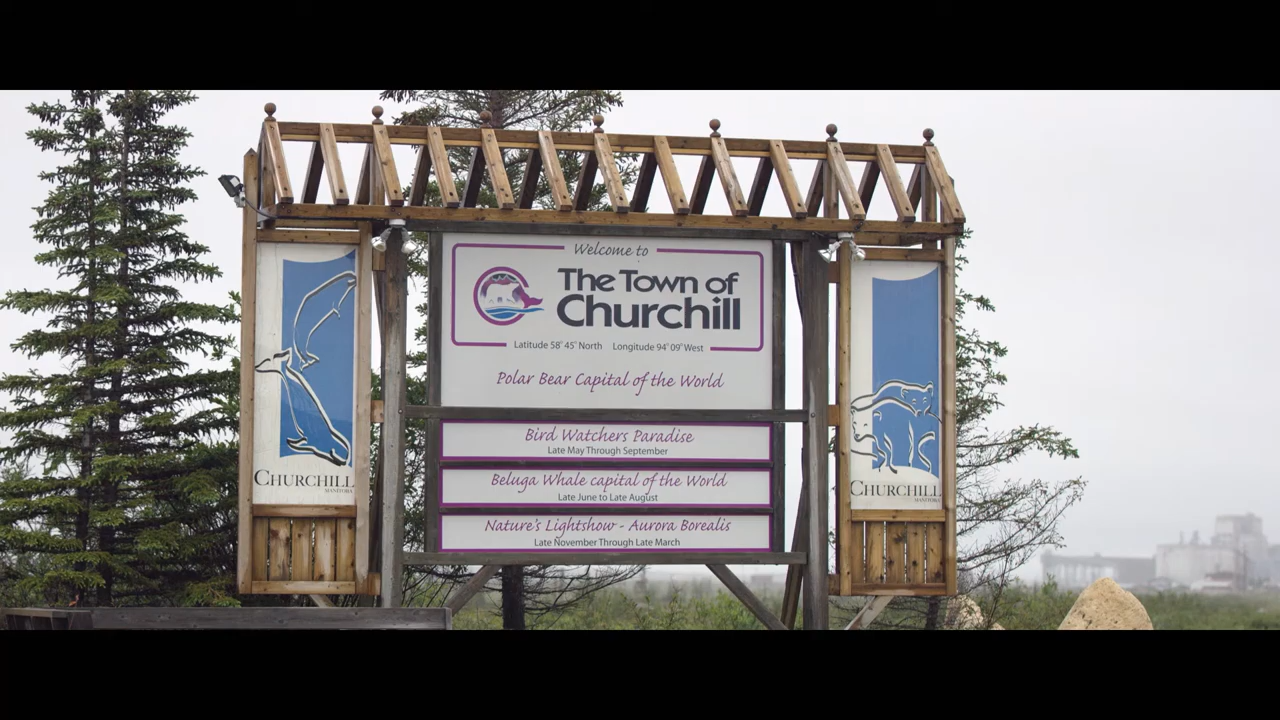 Welcome to
The Town of
Churchill
Latitude 58° 45' North Longitude 94° 09' West
Polar Bear Capital of the World
Bird Watchers Paradise
Late May Through September
Beluga Whale capital of the World
Late June to Late August
Nature's Lightshow - Aurora Borealis
Late November Through Late March
CHURCHILL
MANITOBA
CHURCHILL
MANITOBA